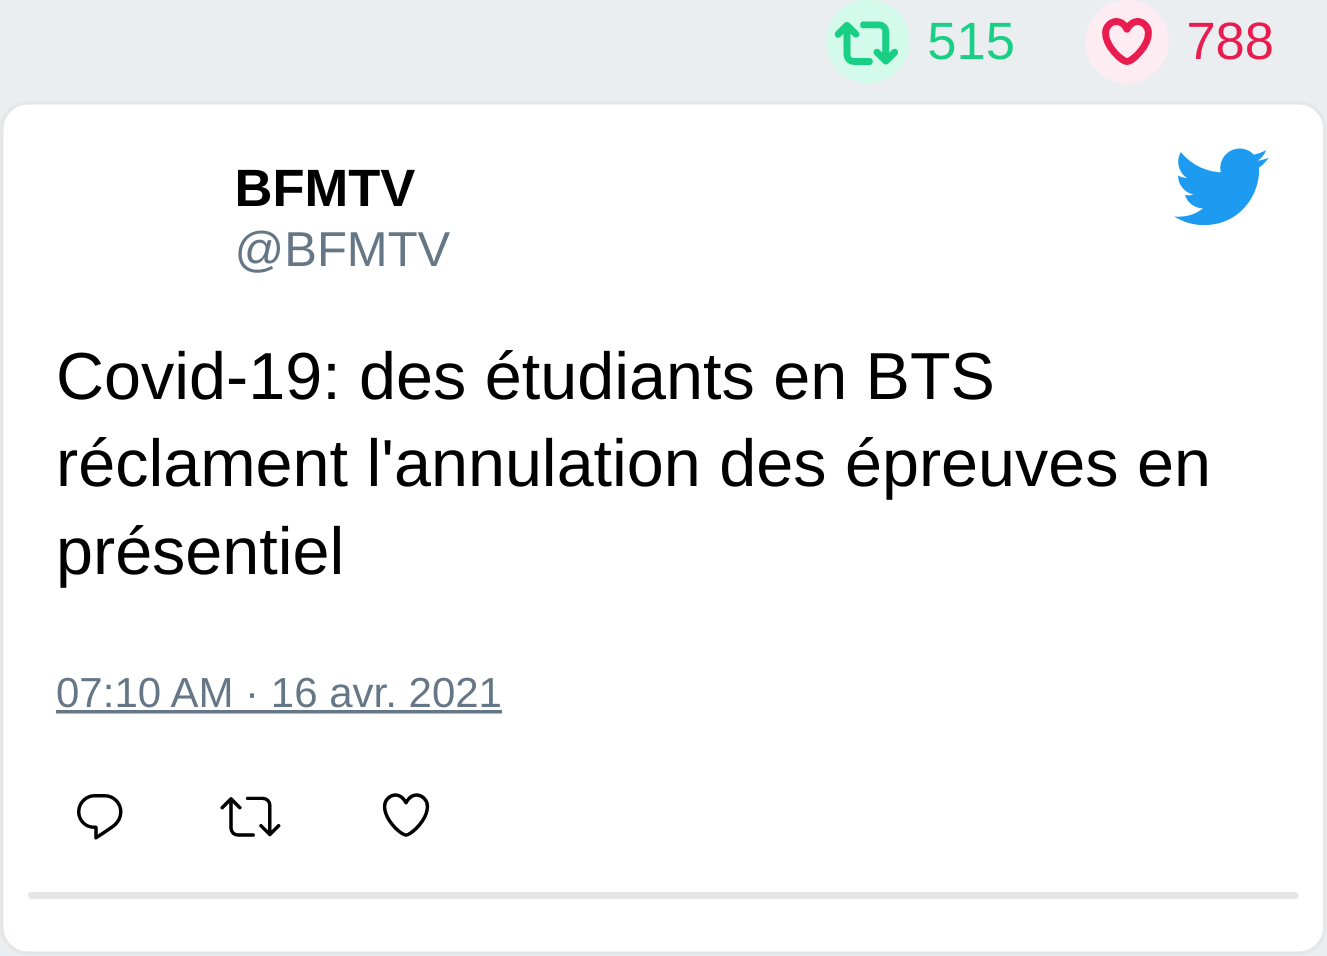 515 788
BFMTV
@BFMTV
Covid-19: des étudiants en BTS
réclament l'annulation des épreuves en
présentiel
07:10 AM · 16 avr. 2021